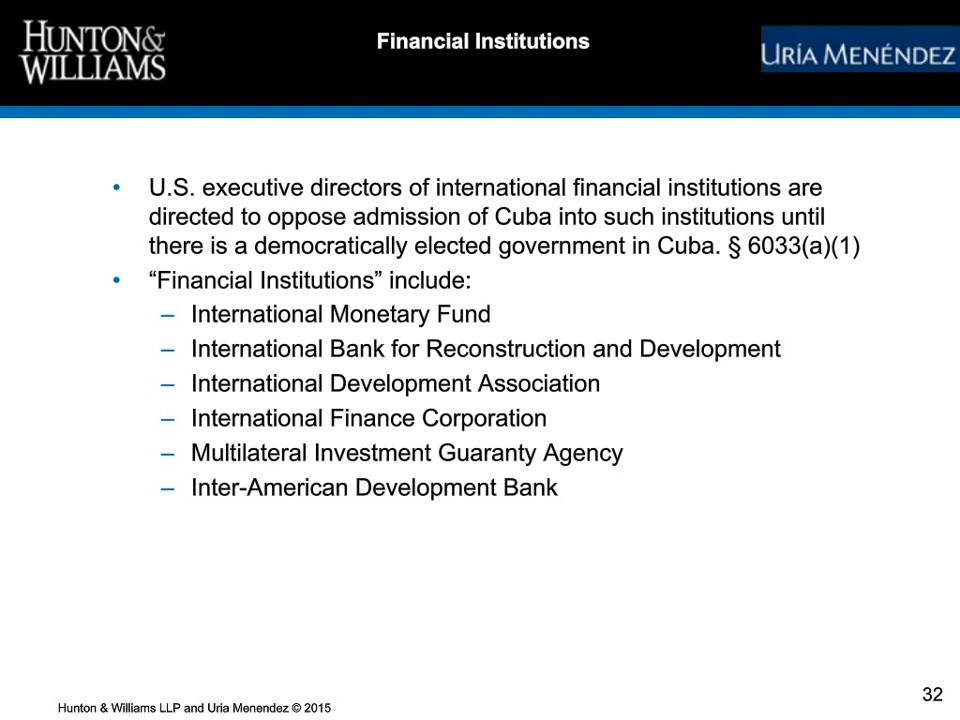 HUNTON&
WILLIAMS
Financial Institutions
URÍA MENÉNDEZ
• U.S. executive directors of international financial institutions are
directed to oppose admission of Cuba into such institutions until
there is a democratically elected government in Cuba. § 6033(a)(1)
• “Financial Institutions” include:
– International Monetary Fund
– International Bank for Reconstruction and Development
– International Development Association
– International Finance Corporation
– Multilateral Investment Guaranty Agency
– Inter-American Development Bank
32
Hunton & Williams LLP and Uria Menendez © 2015